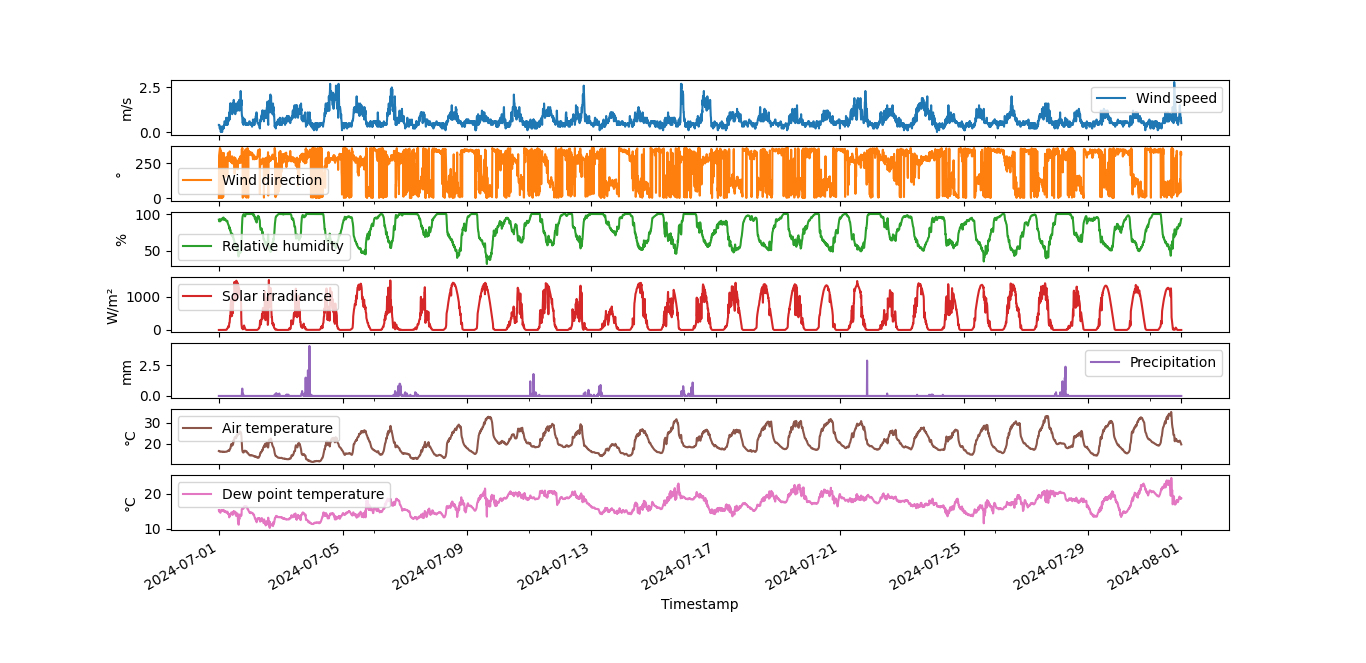 2.5
m/s
0.0
Wind speed
250
°
0
Wind direction
100
%
50
Relative humidity
1000
W/m²
0
Solar irradiance
2.5
mm
0.0
Precipitation
30
°C
20
Air temperature
20
°C
10
Dew point temperature
2024-07-01
2024-07-05
2024-07-09
2024-07-13
2024-07-17
2024-07-21
2024-07-25
2024-07-29
2024-08-01
Timestamp